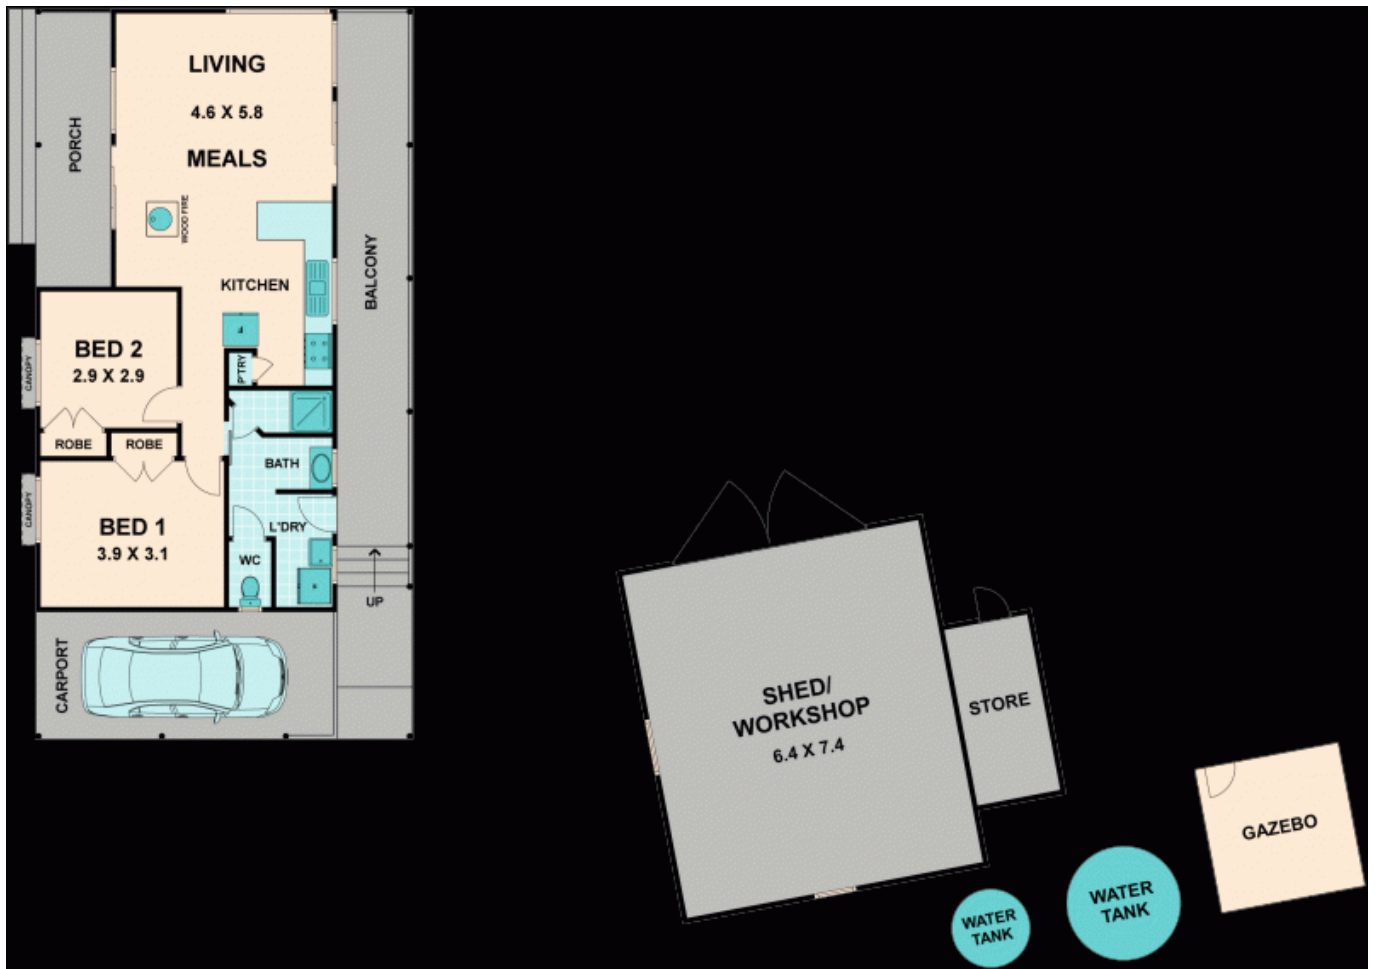 LIVING
4.6 X 5.8
MEALS
PORCH
WOOD FIRE
KITCHEN
BALCONY
P'TRY
BED 2
2.9 X 2.9
CANOPY
ROBE
ROBE
BATH
CANOPY
BED 1
3.9 X 3.1
L'DRY
WC
UP
CARPORT
SHED/
WORKSHOP
6.4 X 7.4
STORE
GAZEBO
WATER
TANK
WATER
TANK